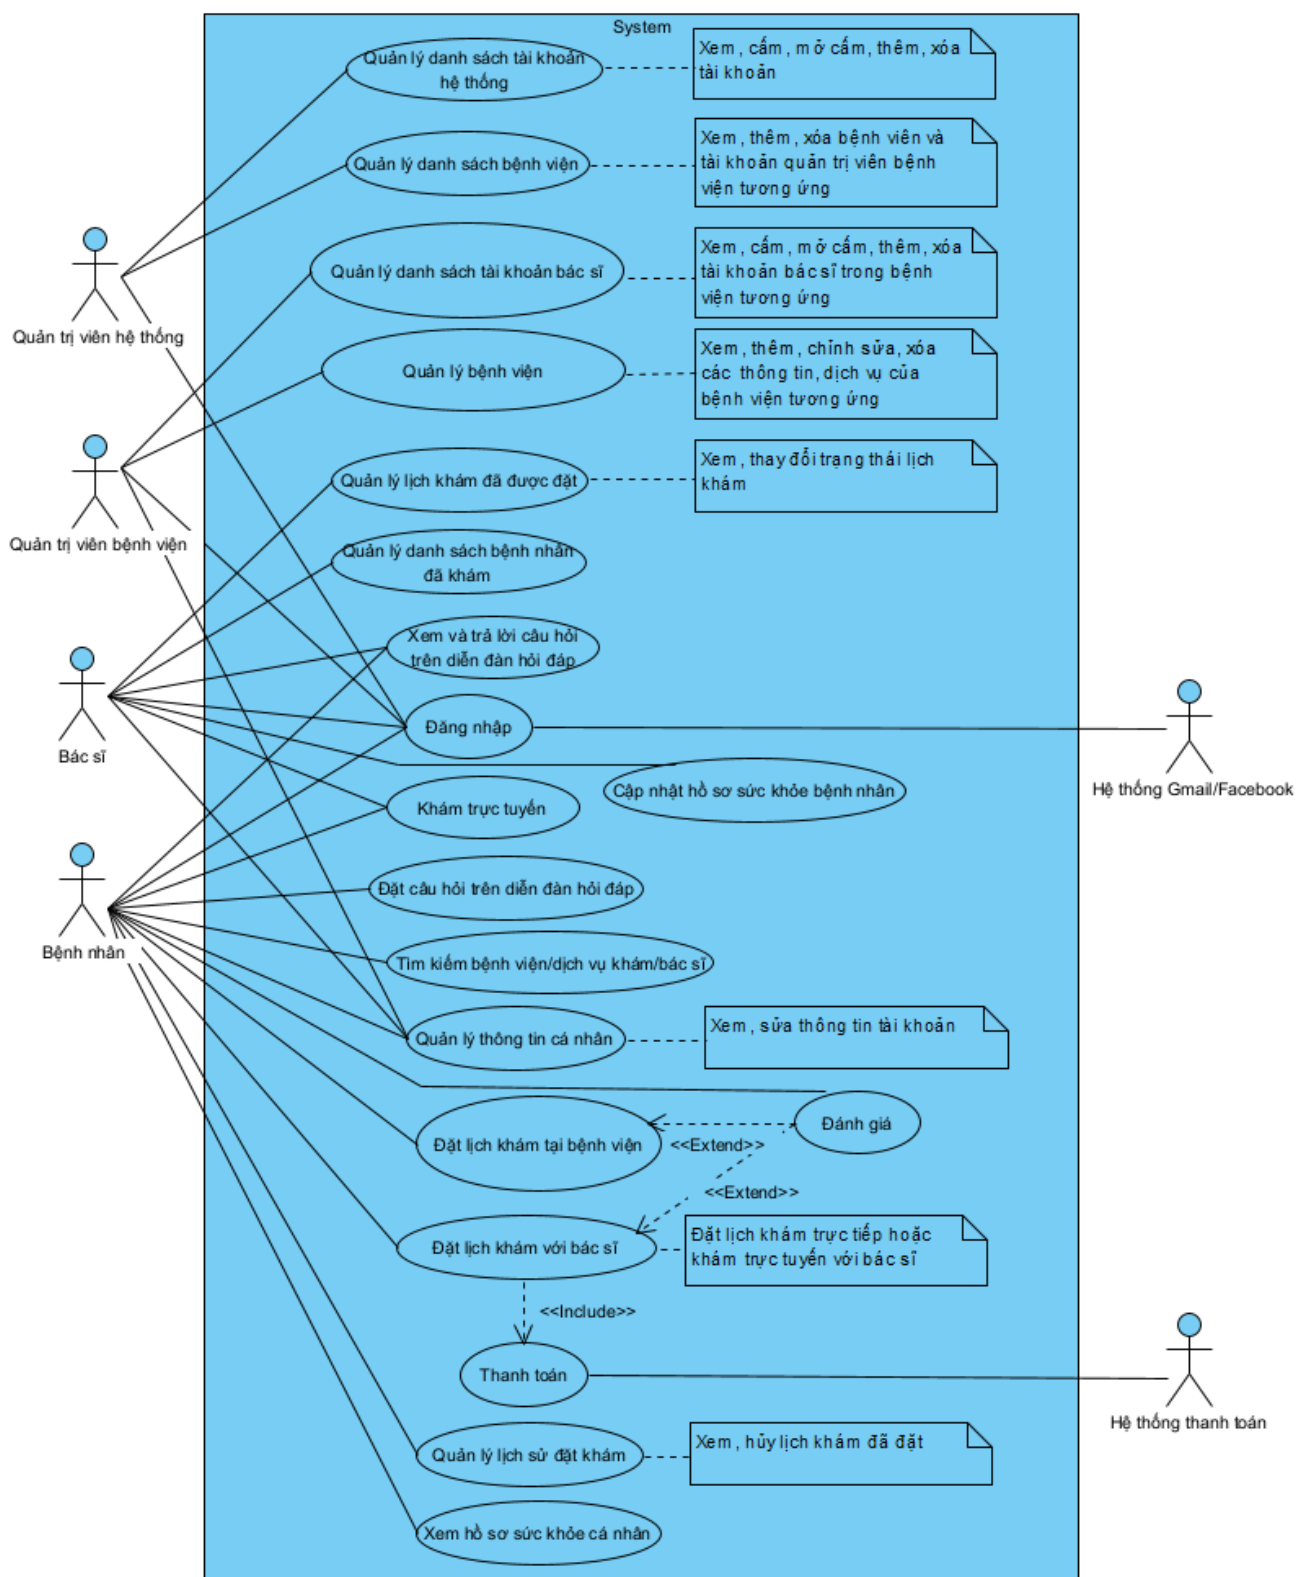 System
Quản lý danh sách tài khoản
hệ thống
Xem, cấm, mở cấm, thêm, xóa
tài khoản
Quản lý danh sách bệnh viện
Xem, thêm, xóa bệnh viên và
tài khoản quản trị viên bệnh
viện tương ứng
Quản trị viên hệ thống
Quản lý danh sách tài khoản bác sĩ
Xem, cấm, mở cấm, thêm, xóa
tài khoản bác sĩ trong bệnh
viện tương ứng
Quản lý bệnh viện
Xem, thêm, chỉnh sửa, xóa
các thông tin, dịch vụ của
bệnh viện tương ứng
Quản trị viên bệnh viện
Quản lý lịch khám đã được đặt
Xem, thay đổi trạng thái lịch
khám
Quản lý danh sách bệnh nhân
đã khám
Xem và trả lời câu hỏi
trên diễn đàn hỏi đáp
Bác sĩ
Đăng nhập
Hệ thống Gmail/Facebook
Cập nhật hồ sơ sức khỏe bệnh nhân
Khám trực tuyến
Bệnh nhân
Đặt câu hỏi trên diễn đàn hỏi đáp
Tìm kiếm bệnh viện/dịch vụ khám/bác sĩ
Quản lý thông tin cá nhân
Xem, sửa thông tin tài khoản
Đánh giá
Đặt lịch khám tại bệnh viện
<<Extend>>
<<Extend>>
Đặt lịch khám với bác sĩ
Đặt lịch khám trực tiếp hoặc
khám trực tuyến với bác sĩ
<<Include>>
Thanh toán
Hệ thống thanh toán
Quản lý lịch sử đặt khám
Xem, hủy lịch khám đã đặt
Xem hồ sơ sức khỏe cá nhân